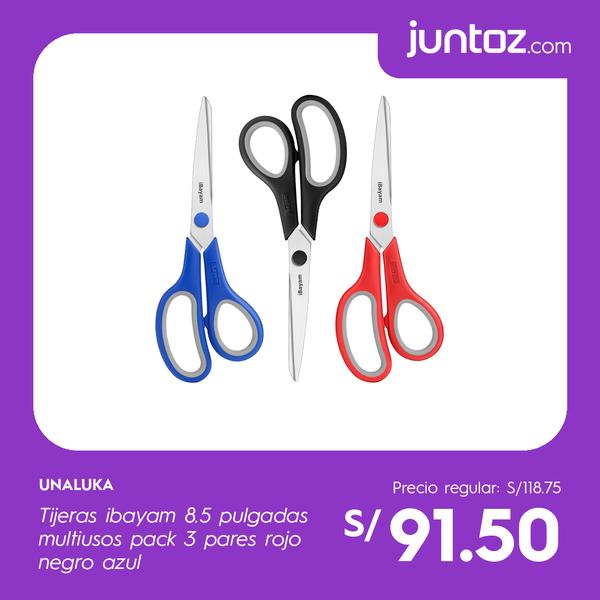 juntoz.com
iBayam
iBayam
iBayam
UNALUKA
Tijeras ibayam 8.5 pulgadas
multiusos pack 3 pares rojo
negro azul
Precio regular: S/118.75
S/91.50